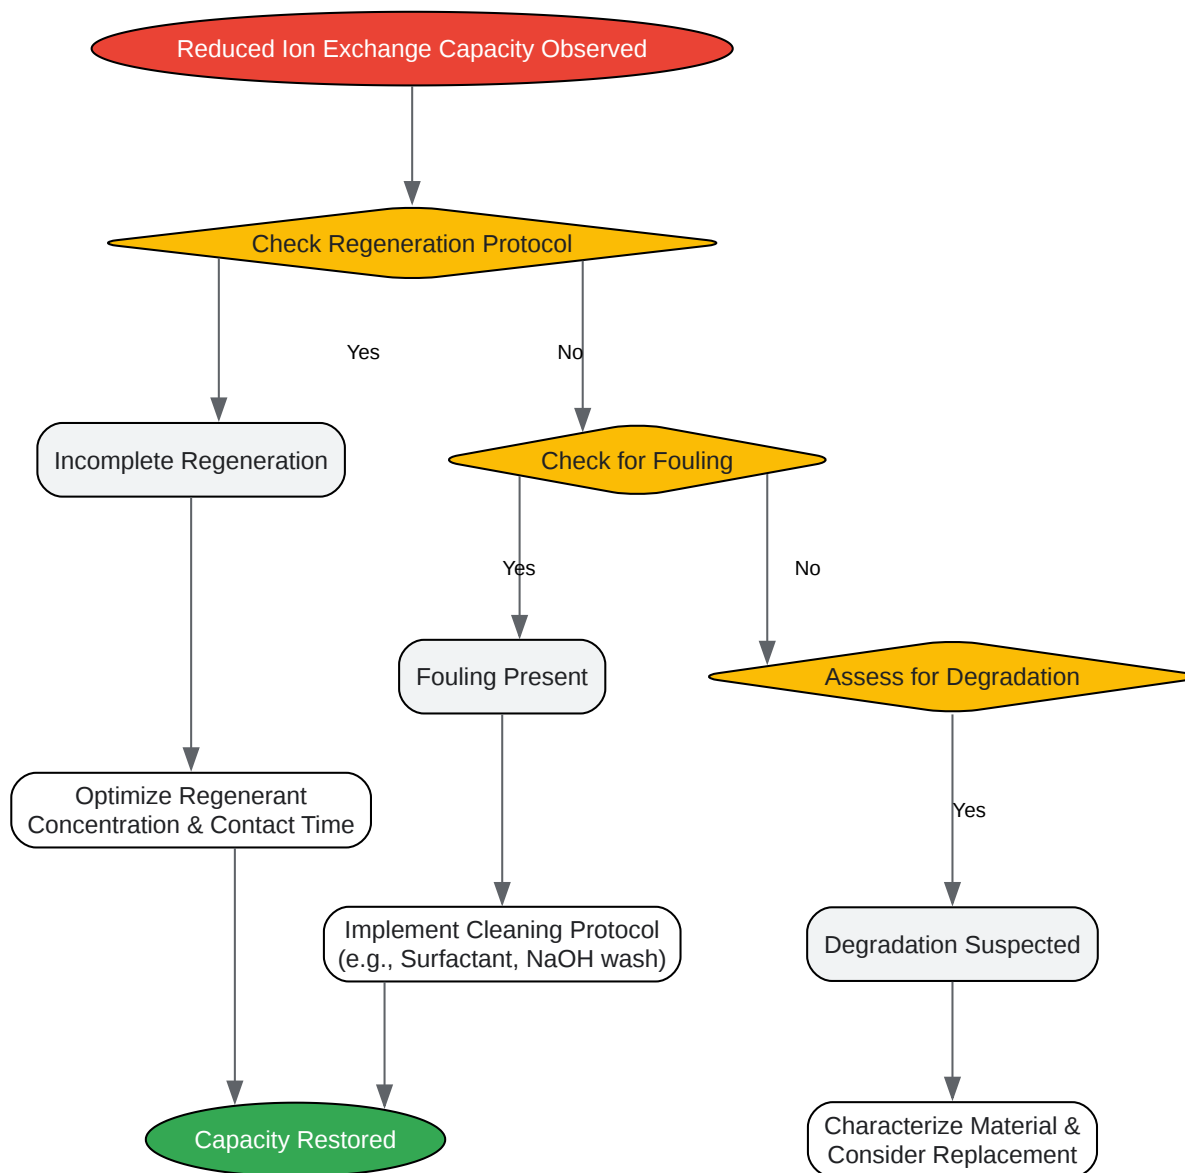 Reduced Ion Exchange Capacity Observed
Check Regeneration Protocol
Yes
No
Incomplete Regeneration
Check for Fouling
Yes
No
Fouling Present
Assess for Degradation
Optimize Regenerant
Concentration & Contact Time
Yes
Implement Cleaning Protocol
(e.g., Surfactant, NaOH wash)
Degradation Suspected
Capacity Restored
Characterize Material &
Consider Replacement